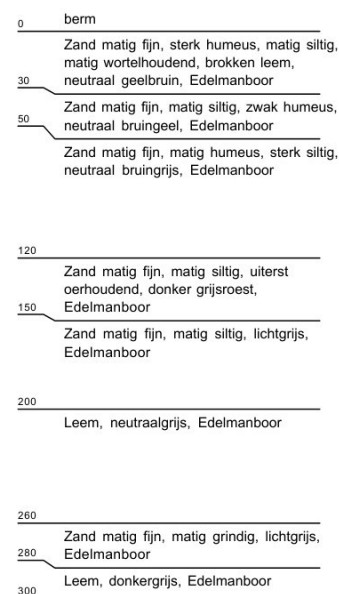 0
berm
Zand matig fijn, sterk humeus, matig siltig,
matig wortelhoudend, brokken leem,
neutraal geelbruin, Edelmanboor
30
Zand matig fijn, matig siltig, zwak humeus,
neutraal bruingeel, Edelmanboor
50
Zand matig fijn, matig humeus, sterk siltig,
neutraal bruingrijs, Edelmanboor
120
Zand matig fijn, matig siltig, uiterst
oerhoudend, donker grijsroest,
Edelmanboor
150
Zand matig fijn, matig siltig, lichtgrijs,
Edelmanboor
200
Leem, neutraalgrijs, Edelmanboor
260
Zand matig fijn, matig grindig, lichtgrijs,
Edelmanboor
280
Leem, donkergrijs, Edelmanboor
300